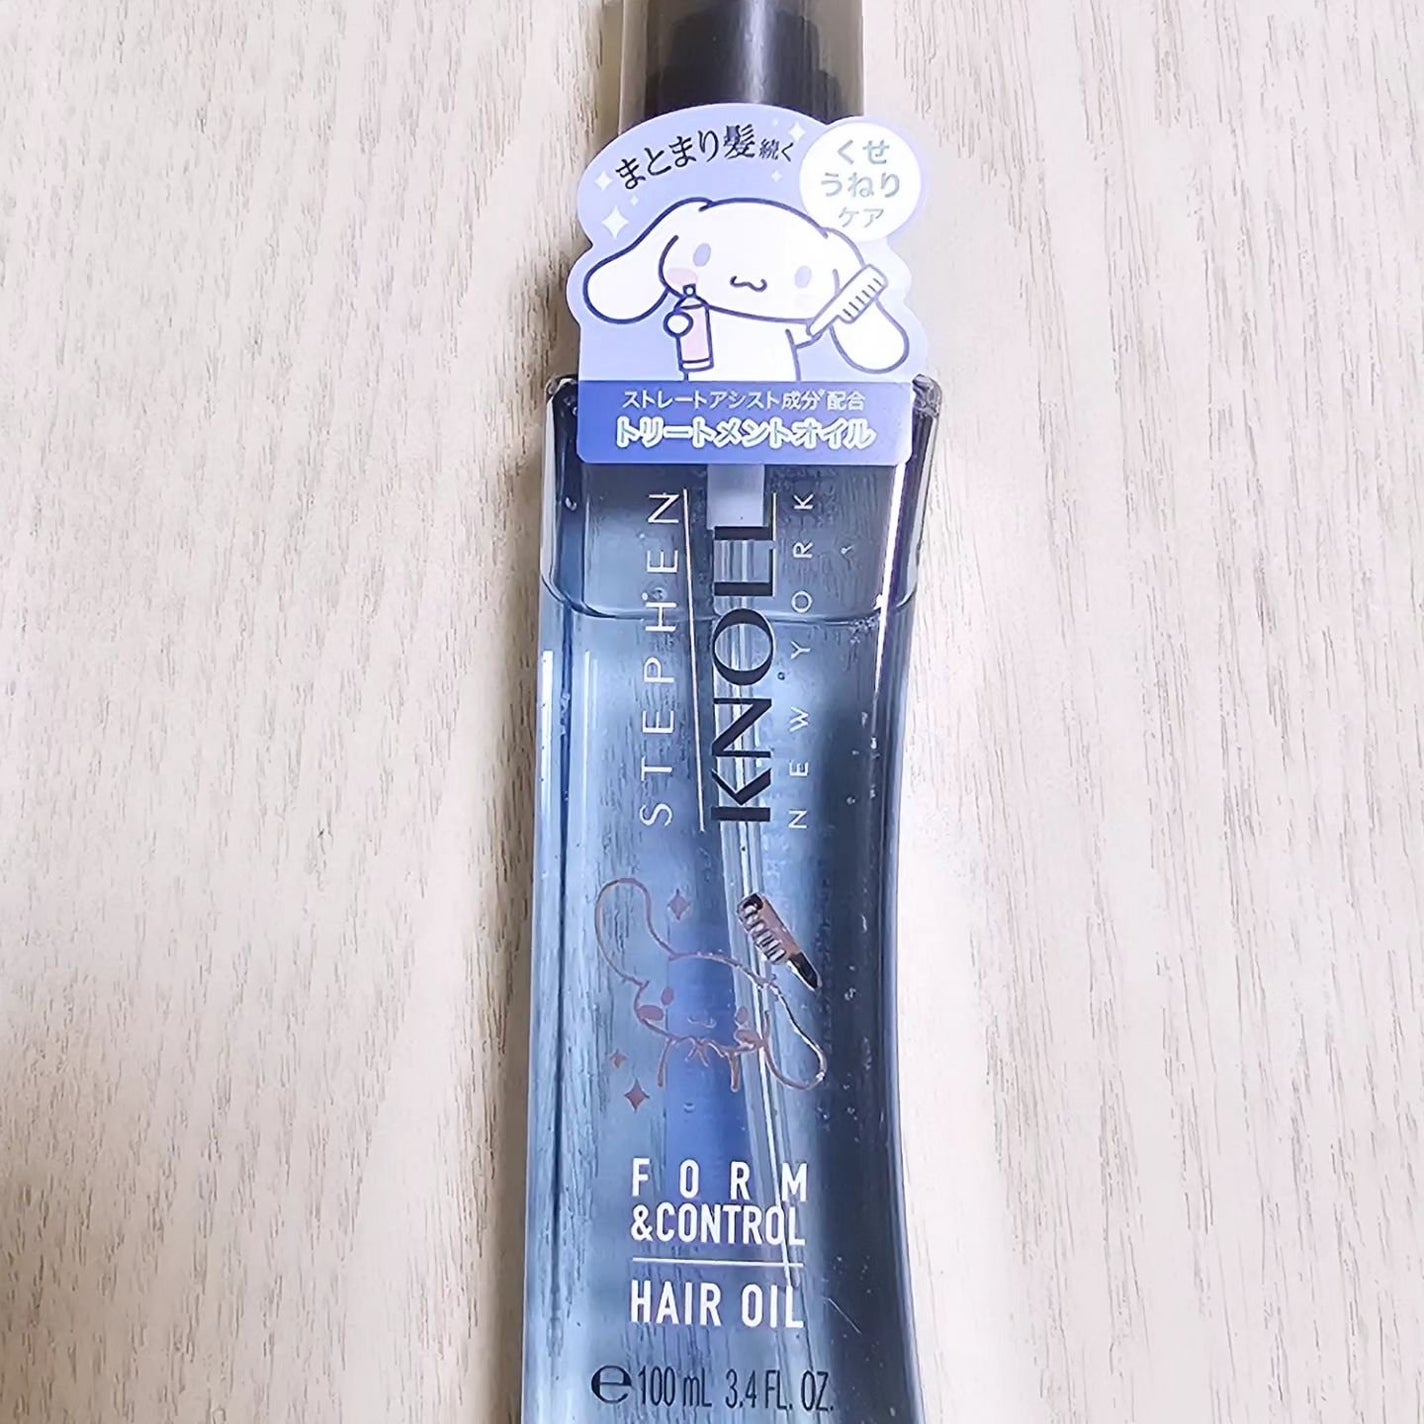 まとまり髪続く
くせ
うねり
ケア
ストレートアシスト成分*配合
トリートメントオイル
STEPHEN
KNOLL
NEW YORK
FORM
&CONTROL
HAIR OIL
℮100 mL 3.4 FL. OZ.